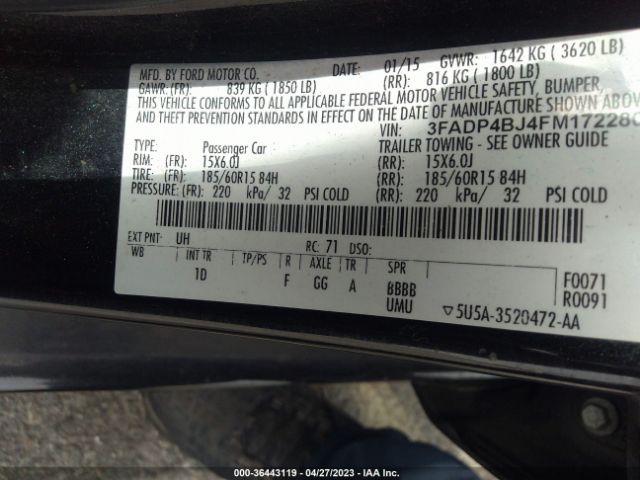 MFD. BY FORD MOTOR CO. DATE: 01/15 GVWR: 1642 KG ( 3620 LB)
GAWR: (FR): 839 KG ( 1850 LB) (RR): 816 KG ( 1800 LB)
THIS VEHICLE CONFORMS TO ALL APPLICABLE FEDERAL MOTOR VEHICLE SAFETY, BUMPER,
AND THEFT PREVENTION STANDARDS IN EFFECT ON THE DATE OF MANUFACTURE SHOWN ABOVE
VIN: 3FADP4BJ4FM172280
TYPE: Passenger Car TRAILER TOWING - SEE OWNER GUIDE
RIM: (FR): 15X6.0J (RR): 15X6.0J
TIRE: (FR): 185/60R15 84H (RR): 185/60R15 84H
PRESSURE: (FR): 220 kPa/ 32 PSI COLD (RR): 220 kPa/ 32 PSI COLD
EXT PNT: UH RC: 71 DSO:
WB INT TR TP/PS R AXLE TR SPR
1D F GG A BBBB
UMU
F0071
R0091
▽5U5A-3520472-AA
000-36443119 - 04/27/2023 - IAA Inc.